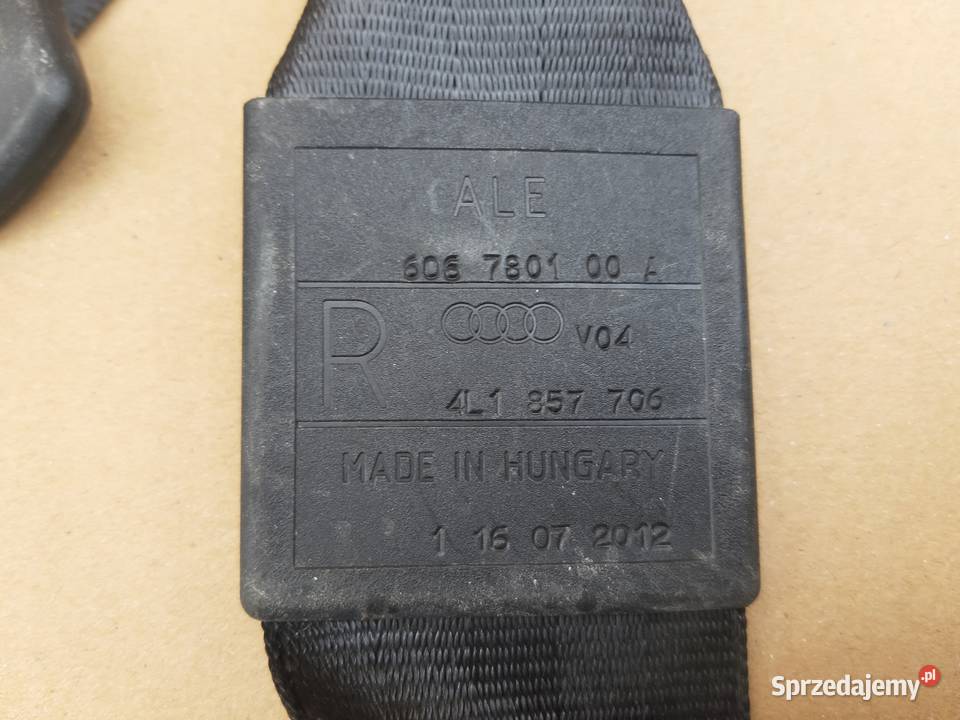 ALE
606 7801 00 A
R
V04
4L1 857 706
MADE IN HUNGARY
1 16 07 2012
Sprzedajemy.pl